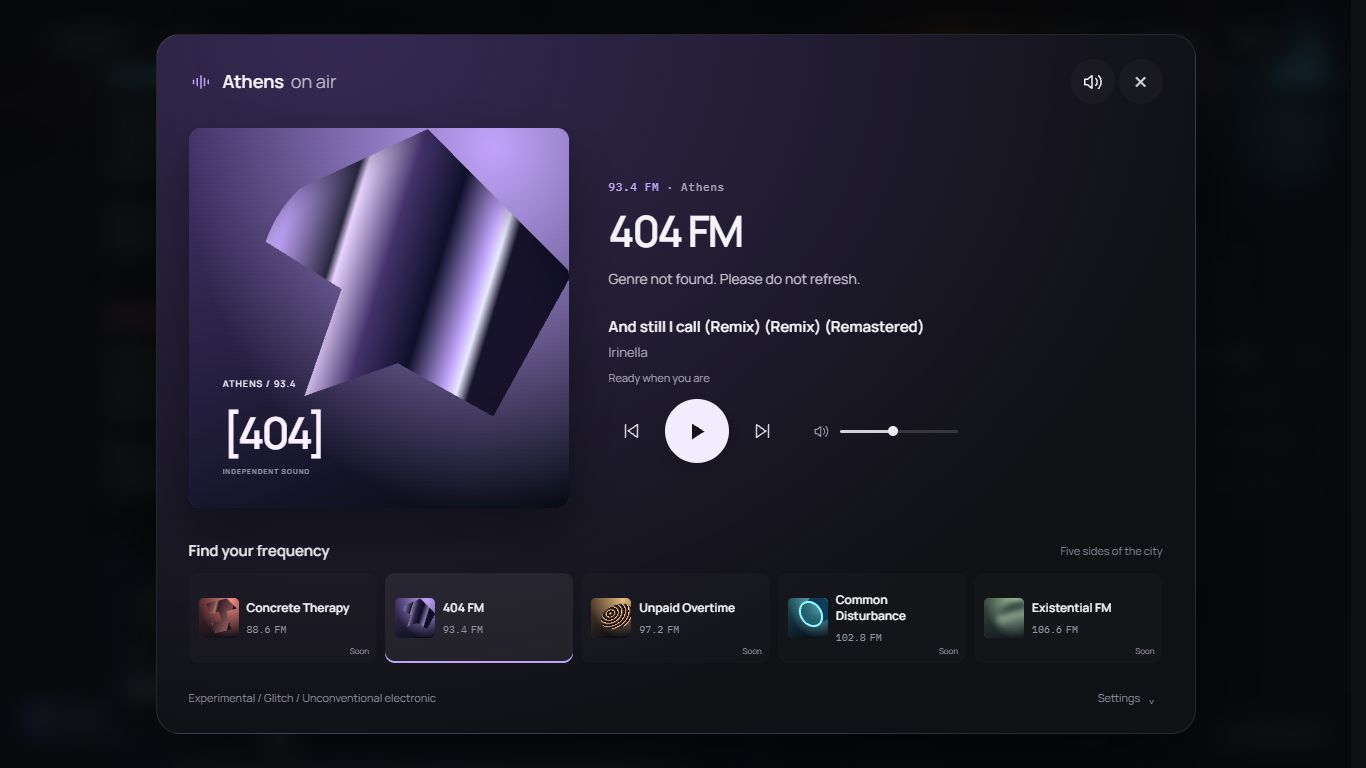 Athens on air
ATHENS / 93.4
[404]
INDEPENDENT SOUND
93.4 FM · Athens
404 FM
Genre not found. Please do not refresh.
And still I call (Remix) (Remix) (Remastered)
Irinella
Ready when you are
Find your frequency
Five sides of the city
Concrete Therapy
88.6 FM
Soon
404 FM
93.4 FM
Unpaid Overtime
97.2 FM
Soon
Common
Disturbance
102.8 FM
Soon
Existential FM
106.6 FM
Soon
Experimental / Glitch / Unconventional electronic
Settings